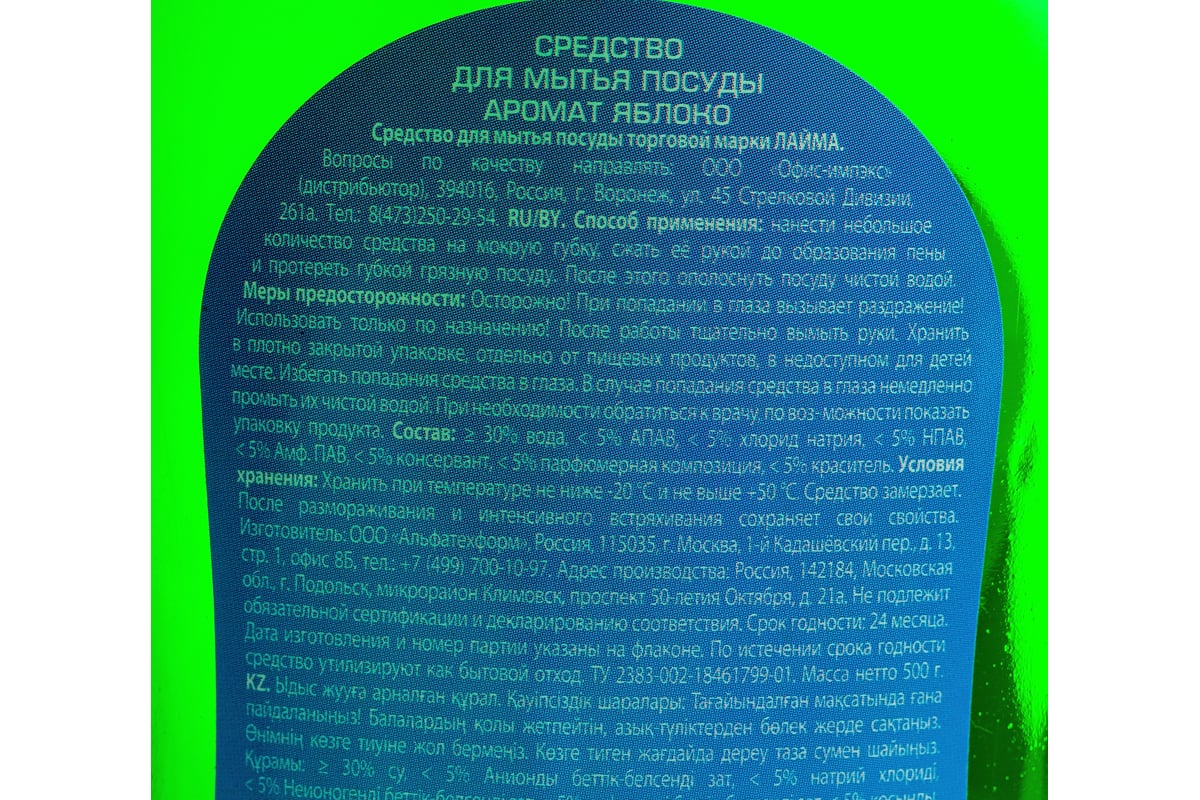 СРЕДСТВО
ДЛЯ МЫТЬЯ ПОСУДЫ
АРОМАТ ЯБЛОКО
Средство для мытья посуды торговой марки ЛАЙМА.
Вопросы по качеству направлять: ООО «Офис-импэкс»
(дистрибьютор), 394016, Россия, г. Воронеж, ул. 45 Стрелковой Дивизии,
261а. Тел.: 8(473)250-29-54. RU/BY. Способ применения: нанести небольшое
количество средства на мокрую губку, сжать её рукой до образования пены
и протереть губкой грязную посуду. После этого ополоснуть посуду чистой водой.
Меры предосторожности: Осторожно! При попадании в глаза вызывает раздражение!
Использовать только по назначению! После работы тщательно вымыть руки. Хранить
в плотно закрытой упаковке, отдельно от пищевых продуктов, в недоступном для детей
месте. Избегать попадания средства в глаза. В случае попадания средства в глаза немедленно
промыть их чистой водой. При необходимости обратиться к врачу, по воз- можности показать
упаковку продукта. Состав: ≥ 30% вода, < 5% АПАВ, < 5% хлорид натрия, < 5% НПАВ,
< 5% Амф. ПАВ, < 5% консервант, < 5% парфюмерная композиция, < 5% краситель. Условия
хранения: Хранить при температуре не ниже -20 °С и не выше +50 °С. Средство замерзает.
После размораживания и интенсивного встряхивания сохраняет свои свойства.
Изготовитель: ООО «Альфатехформ», Россия, 115035, г. Москва, 1-й Кадашёвский пер., д. 13,
стр. 1, офис 8Б, тел.: +7 (499) 700-10-97. Адрес производства: Россия, 142184, Московская
обл., г. Подольск, микрорайон Климовск, проспект 50-летия Октября, д. 21а. Не подлежит
обязательной сертификации и декларированию соответствия. Срок годности: 24 месяца.
Дата изготовления и номер партии указаны на флаконе. По истечении срока годности
средство утилизируют как бытовой отход. ТУ 2383-002-18461799-01. Масса нетто 500 г.
KZ. Ыдыс жууға арналған құрал. Қауіпсіздік шаралары: Тағайындалған мақсатында ғана
пайдаланыңыз! Балалардың қолы жетпейтін, азық-түліктерден бөлек жерде сақтаңыз.
Өнімнің көзге тиуіне жол бермеңіз. Көзге тиген жағдайда дереу таза сумен шайыңыз.
Құрамы: ≥ 30% су, < 5% Анионды беттік-белсенді зат, < 5% натрий хлориді,
< 5% Неионогенді